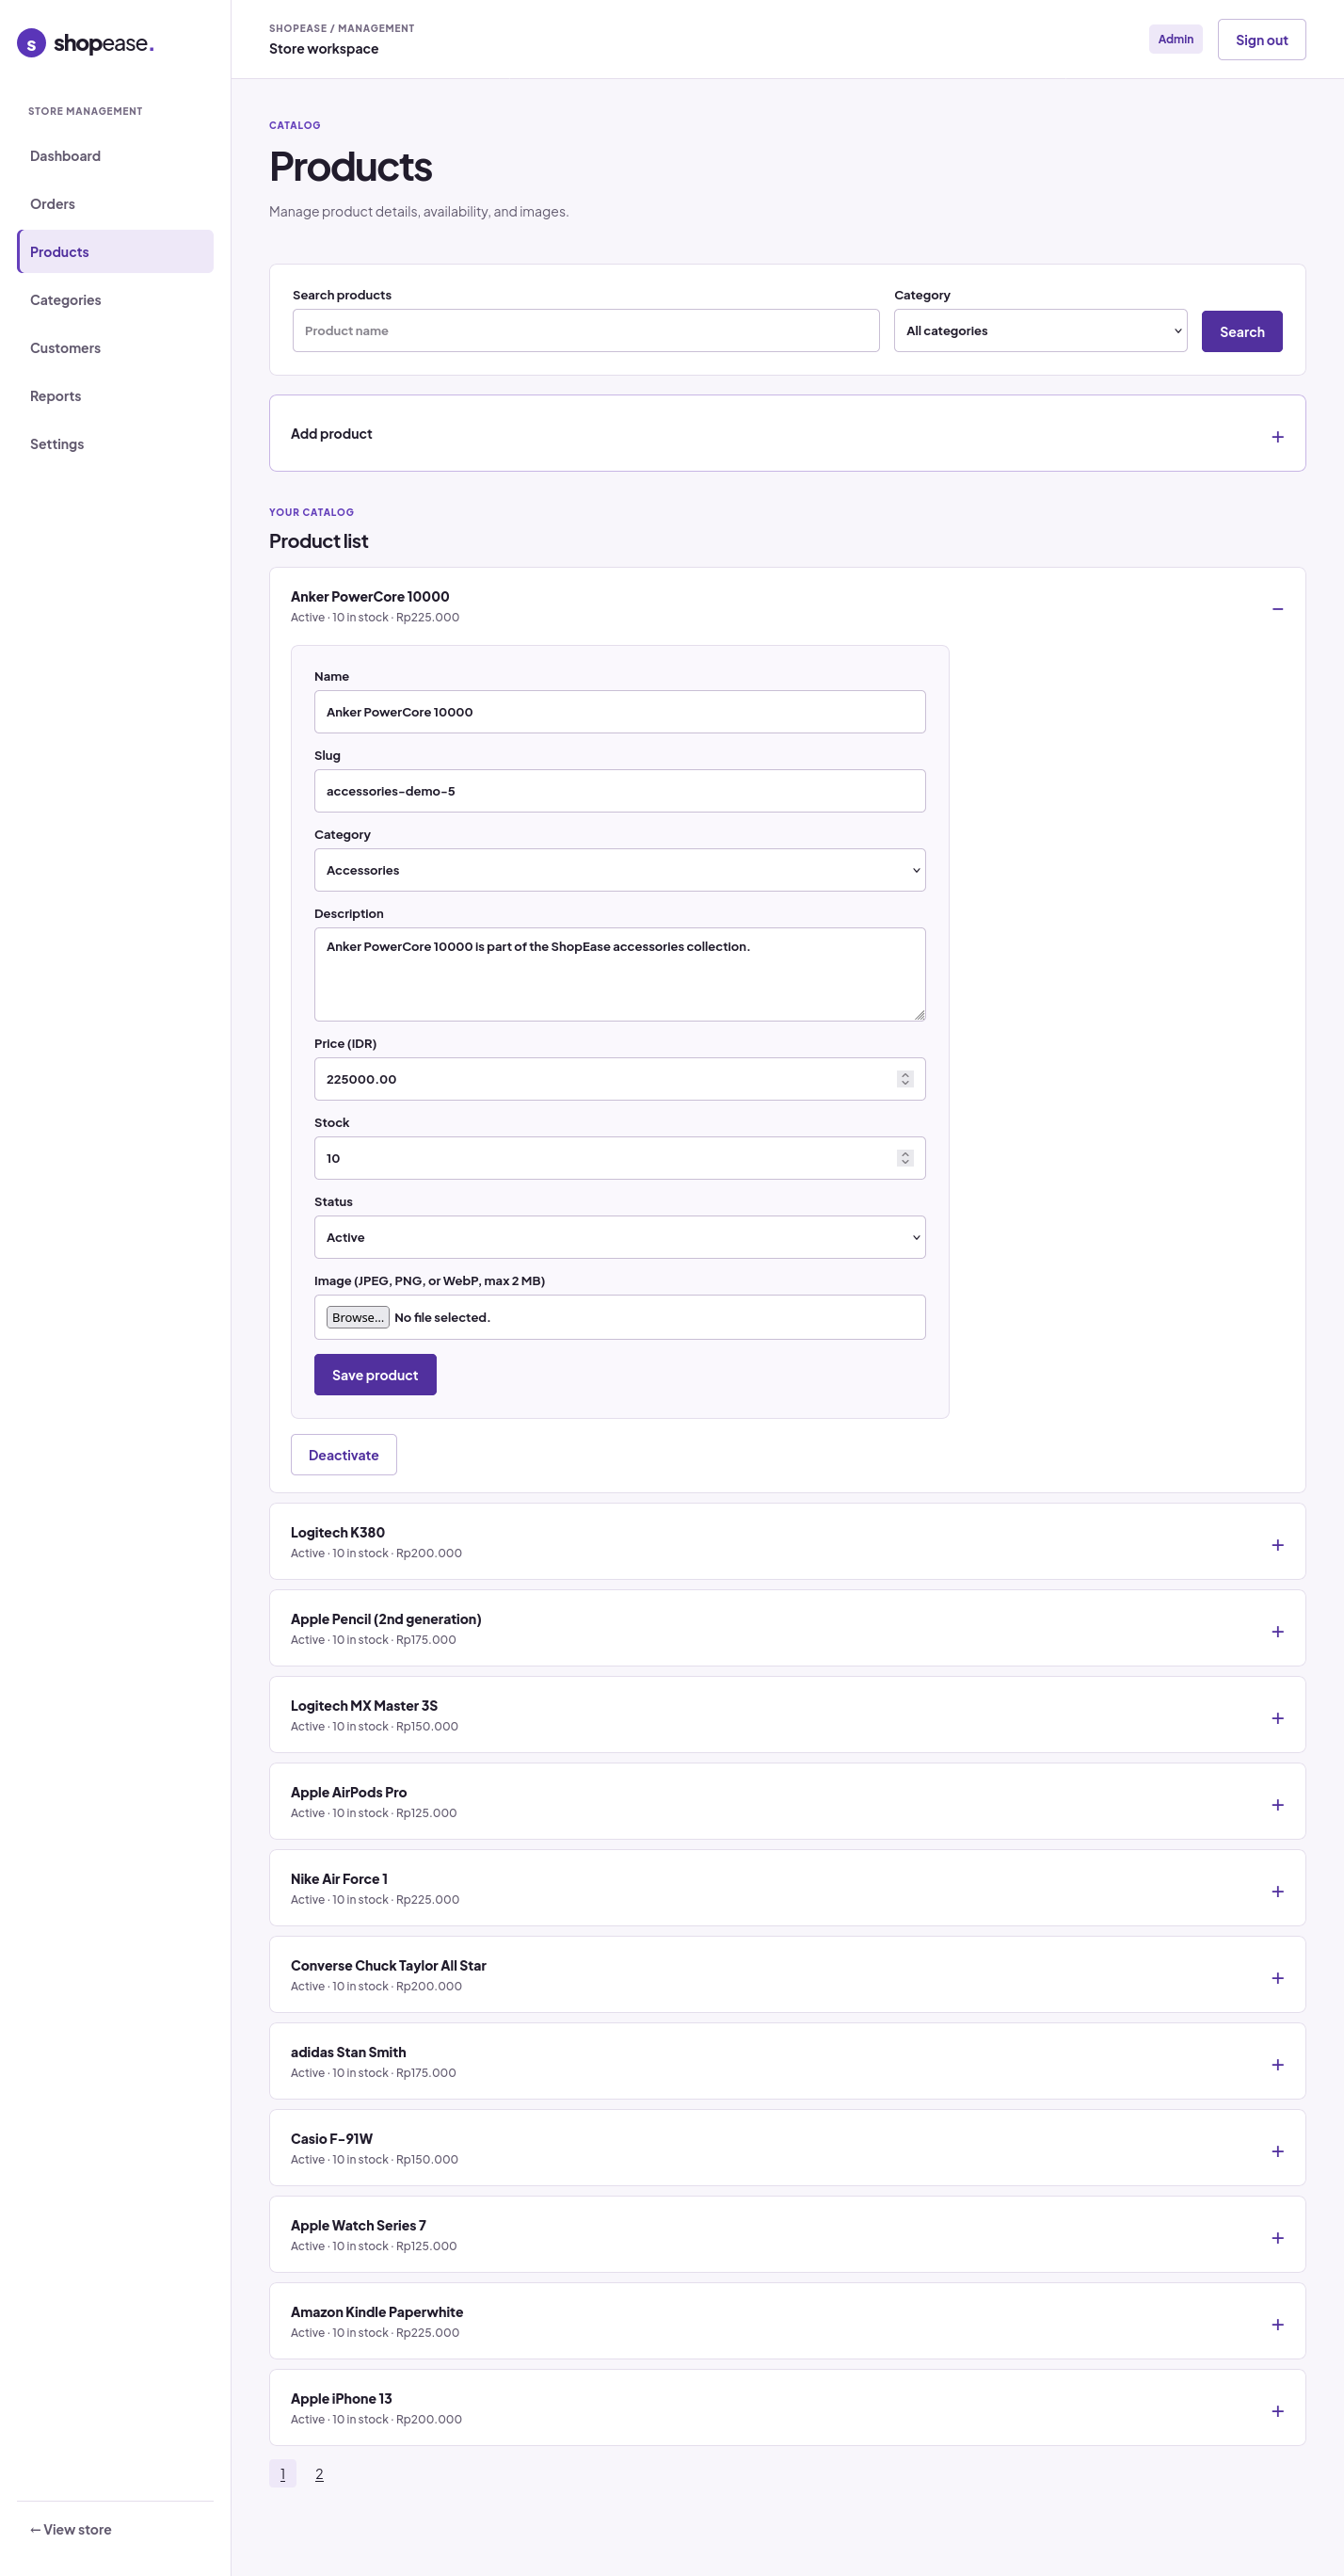 s shopease.
STORE MANAGEMENT
Dashboard
Orders
Products
Categories
Customers
Reports
Settings
← View store
SHOPEASE / MANAGEMENT
Store workspace
Admin
Sign out
CATALOG
Products
Manage product details, availability, and images.
Search products
Product name
Category
All categories
Search
Add product
+
YOUR CATALOG
Product list
Anker PowerCore 10000
Active · 10 in stock · Rp225.000
−
Name
Anker PowerCore 10000
Slug
accessories-demo-5
Category
Accessories
Description
Anker PowerCore 10000 is part of the ShopEase accessories collection.
Price (IDR)
225000.00
Stock
10
Status
Active
Image (JPEG, PNG, or WebP, max 2 MB)
Browse... No file selected.
Save product
Deactivate
Logitech K380
Active · 10 in stock · Rp200.000
+
Apple Pencil (2nd generation)
Active · 10 in stock · Rp175.000
+
Logitech MX Master 3S
Active · 10 in stock · Rp150.000
+
Apple AirPods Pro
Active · 10 in stock · Rp125.000
+
Nike Air Force 1
Active · 10 in stock · Rp225.000
+
Converse Chuck Taylor All Star
Active · 10 in stock · Rp200.000
+
adidas Stan Smith
Active · 10 in stock · Rp175.000
+
Casio F-91W
Active · 10 in stock · Rp150.000
+
Apple Watch Series 7
Active · 10 in stock · Rp125.000
+
Amazon Kindle Paperwhite
Active · 10 in stock · Rp225.000
+
Apple iPhone 13
Active · 10 in stock · Rp200.000
+
1 2